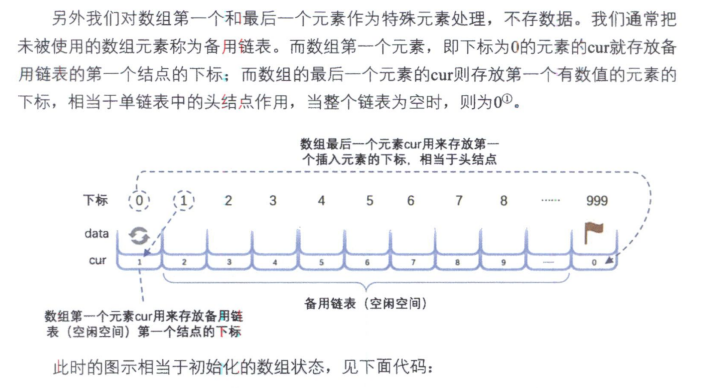 另外我们对数组第一个和最后一个元素作为特殊元素处理，不存数据。我们通常把
未被使用的数组元素称为备用链表。而数组第一个元素，即下标为0的元素的cur就存放备
用链表的第一个结点的下标；而数组的最后一个元素的cur则存放第一个有数值的元素的
下标，相当于单链表中的头结点作用，当整个链表为空时，则为0①。
数组最后一个元素cur用来存放第一
个插入元素的下标，相当于头结点
下标 0 1 2 3 4 5 6 7 8 …… 999
data
cur 1 2 3 4 5 6 7 8 9 …… 0
备用链表（空闲空间）
数组第一个元素cur用来存放备用链
表（空闲空间）第一个结点的下标
此时的图示相当于初始化的数组状态，见下面代码：